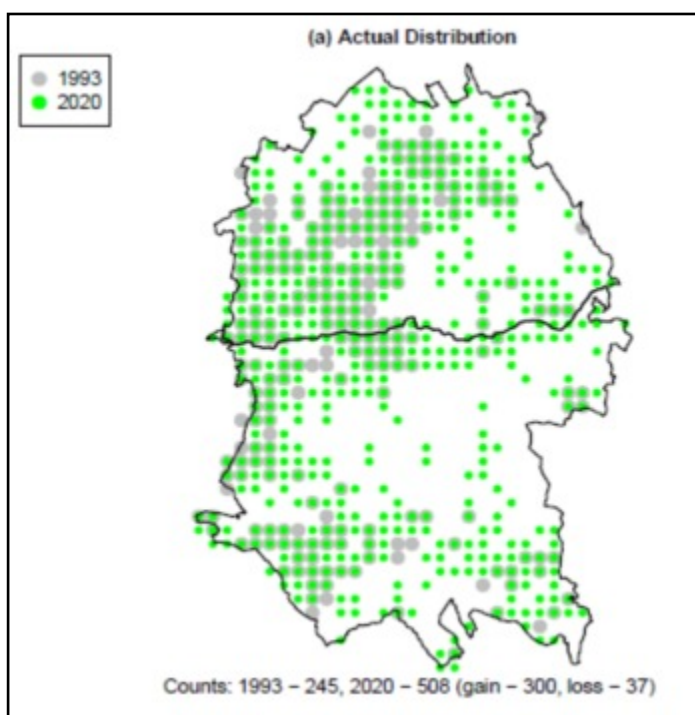 (a) Actual Distribution
1993
2020
Counts: 1993 – 245, 2020 – 508 (gain – 300, loss – 37)